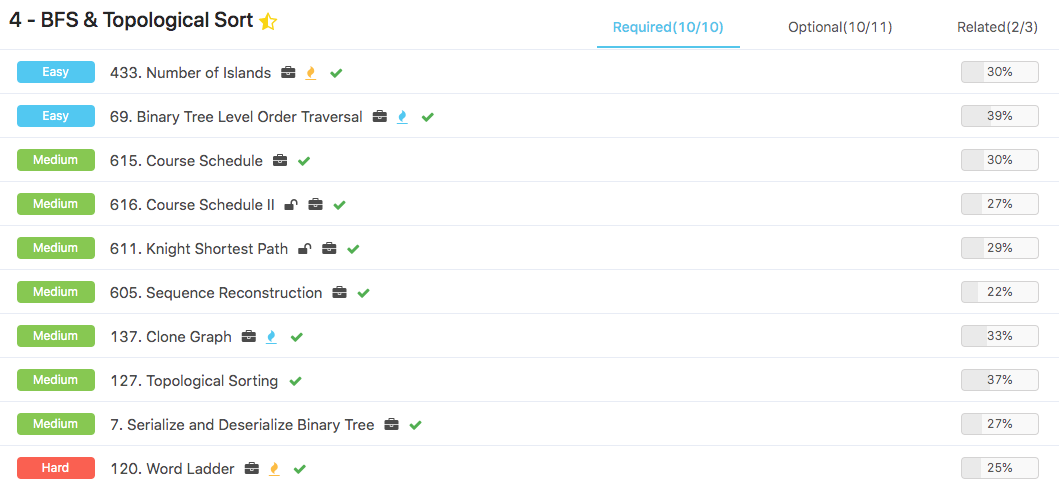 4 - BFS & Topological Sort
Required(10/10) Optional(10/11) Related(2/3)
Easy 433. Number of Islands 30%
Easy 69. Binary Tree Level Order Traversal 39%
Medium 615. Course Schedule 30%
Medium 616. Course Schedule II 27%
Medium 611. Knight Shortest Path 29%
Medium 605. Sequence Reconstruction 22%
Medium 137. Clone Graph 33%
Medium 127. Topological Sorting 37%
Medium 7. Serialize and Deserialize Binary Tree 27%
Hard 120. Word Ladder 25%